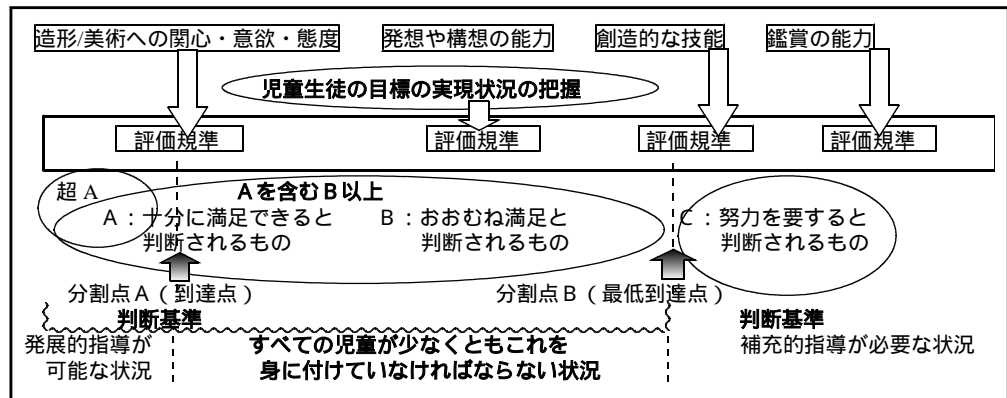 造形/美術への関心・意欲・態度 発想や構想の能力 創造的な技能 鑑賞の能力
児童生徒の目標の実現状況の把握
評価規準 評価規準 評価規準 評価規準
超A
Aを含むB以上
A:十分に満足できると B:おおむね満足と C:努力を要すると
判断されるもの 判断されるもの 判断されるもの
分割点A(到達点) 分割点B(最低到達点)
判断基準 判断基準
発展的指導が すべての児童が少なくともこれを 補充的指導が必要な状況
可能な状況 身に付けていなければならない状況